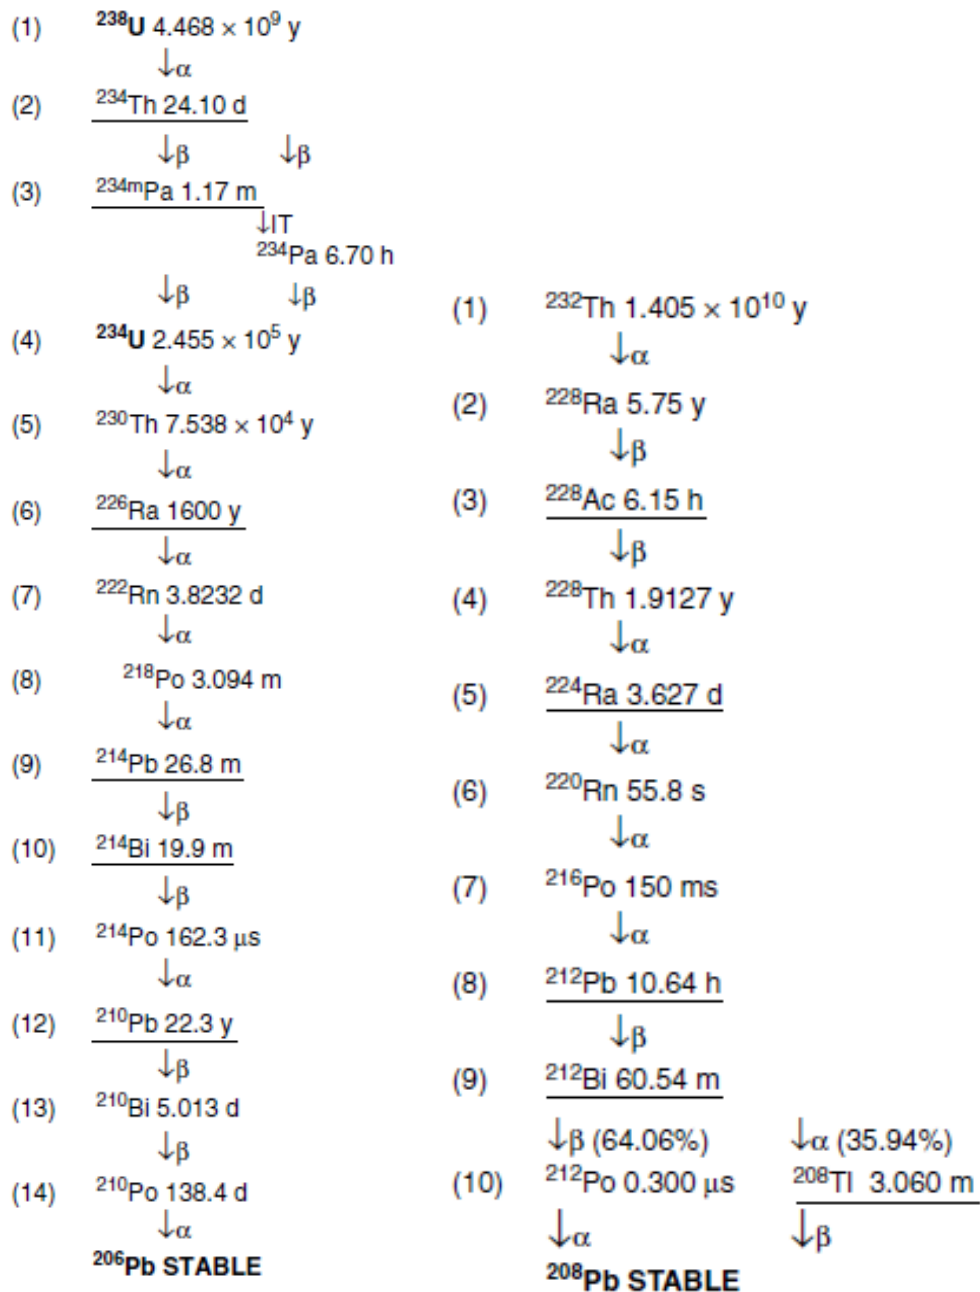 (1) ²³⁸U 4.468 × 10⁹ y
↓α
(2) ²³⁴Th 24.10 d
↓β ↓β
(3) ²³⁴ᵐPa 1.17 m
↓IT
²³⁴Pa 6.70 h
↓β ↓β
(4) ²³⁴U 2.455 × 10⁵ y
↓α
(5) ²³⁰Th 7.538 × 10⁴ y
↓α
(6) ²²⁶Ra 1600 y
↓α
(7) ²²²Rn 3.8232 d
↓α
(8) ²¹⁸Po 3.094 m
↓α
(9) ²¹⁴Pb 26.8 m
↓β
(10) ²¹⁴Bi 19.9 m
↓β
(11) ²¹⁴Po 162.3 μs
↓α
(12) ²¹⁰Pb 22.3 y
↓β
(13) ²¹⁰Bi 5.013 d
↓β
(14) ²¹⁰Po 138.4 d
↓α
²⁰⁶Pb STABLE
(1) ²³²Th 1.405 × 10¹⁰ y
↓α
(2) ²²⁸Ra 5.75 y
↓β
(3) ²²⁸Ac 6.15 h
↓β
(4) ²²⁸Th 1.9127 y
↓α
(5) ²²⁴Ra 3.627 d
↓α
(6) ²²⁰Rn 55.8 s
↓α
(7) ²¹⁶Po 150 ms
↓α
(8) ²¹²Pb 10.64 h
↓β
(9) ²¹²Bi 60.54 m
↓β (64.06%) ↓α (35.94%)
(10) ²¹²Po 0.300 μs ²⁰⁸Tl 3.060 m
↓α ↓β
²⁰⁸Pb STABLE